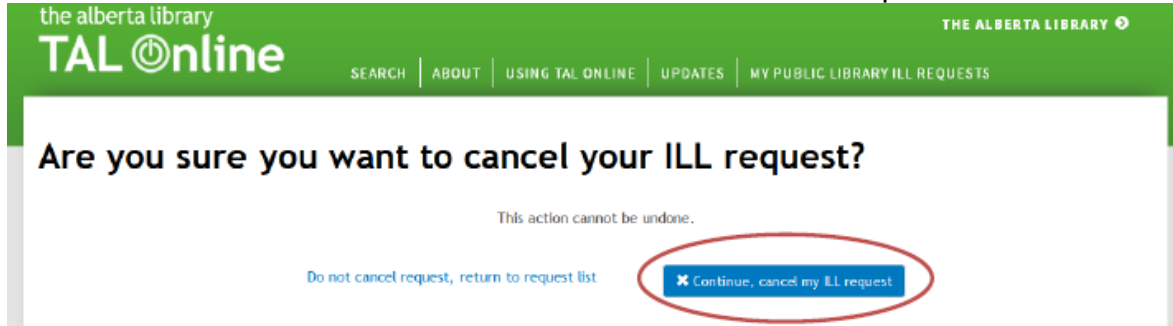 the alberta library
THE ALBERTA LIBRARY
TAL Online
SEARCH ABOUT USING TAL ONLINE UPDATES MY PUBLIC LIBRARY ILL REQUESTS
Are you sure you want to cancel your ILL request?
This action cannot be undone.
Do not cancel request, return to request list
Continue, cancel my ILL request